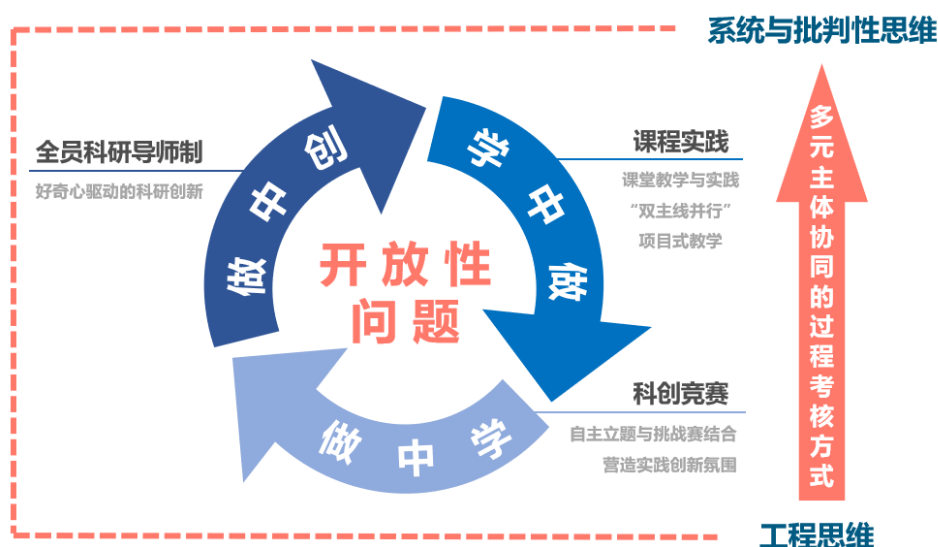 系统与批判性思维
全员科研导师制
好奇心驱动的科研创新
做中创
学中做
课程实践
课堂教学与实践
“双主线并行”
项目式教学
开放性
问题
做中学
科创竞赛
自主立题与挑战赛结合
营造实践创新氛围
多元主体协同的过程考核方式
工程思维